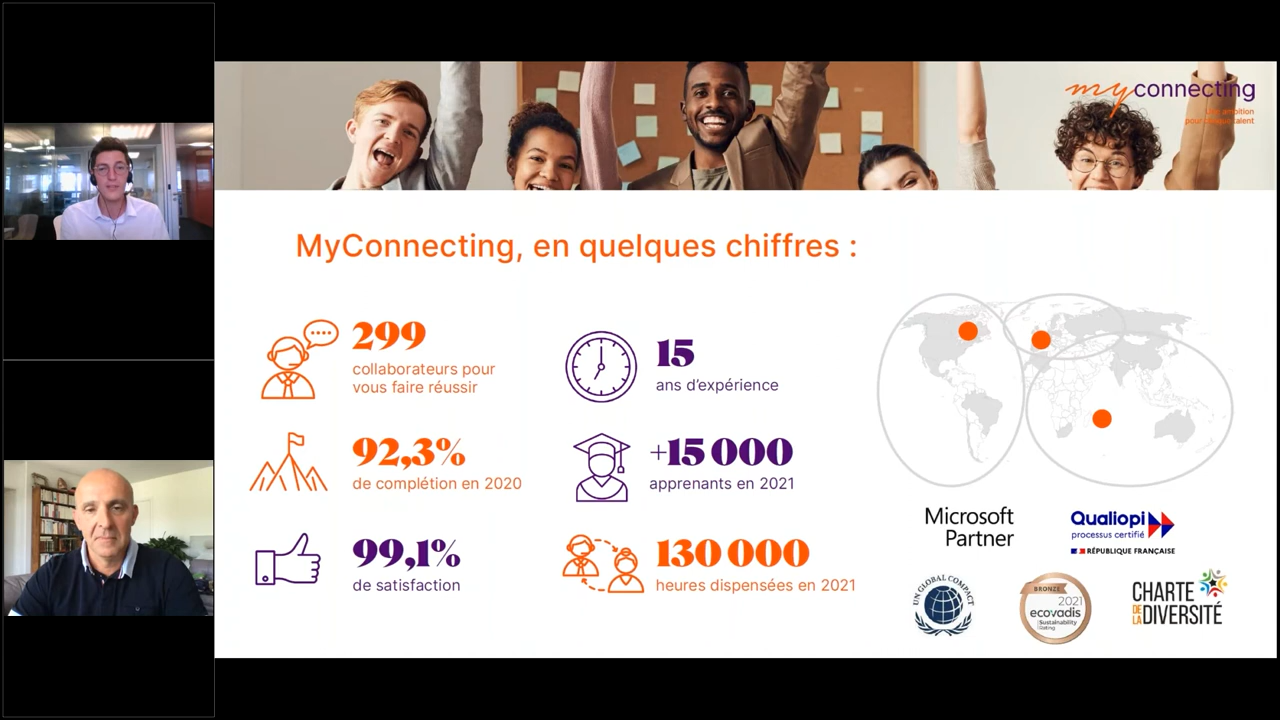 myconnecting
MyConnecting, en quelques chiffres :
299
collaborateurs pour
vous faire réussir
15
ans d’expérience
92,3%
de complétion en 2020
+15 000
apprenants en 2021
99,1%
de satisfaction
130 000
heures dispensées en 2021
Microsoft
Partner
Qualiopi
processus certifié
RÉPUBLIQUE FRANÇAISE
UN GLOBAL COMPACT
BRONZE
2021
ecovadis
Sustainability
Rating
CHARTE
DE LA DIVERSITÉ